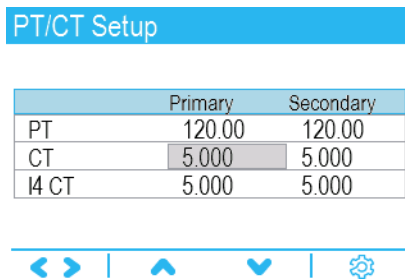 PT/CT Setup
Primary Secondary
PT 120.00 120.00
CT 5.000 5.000
I4 CT 5.000 5.000